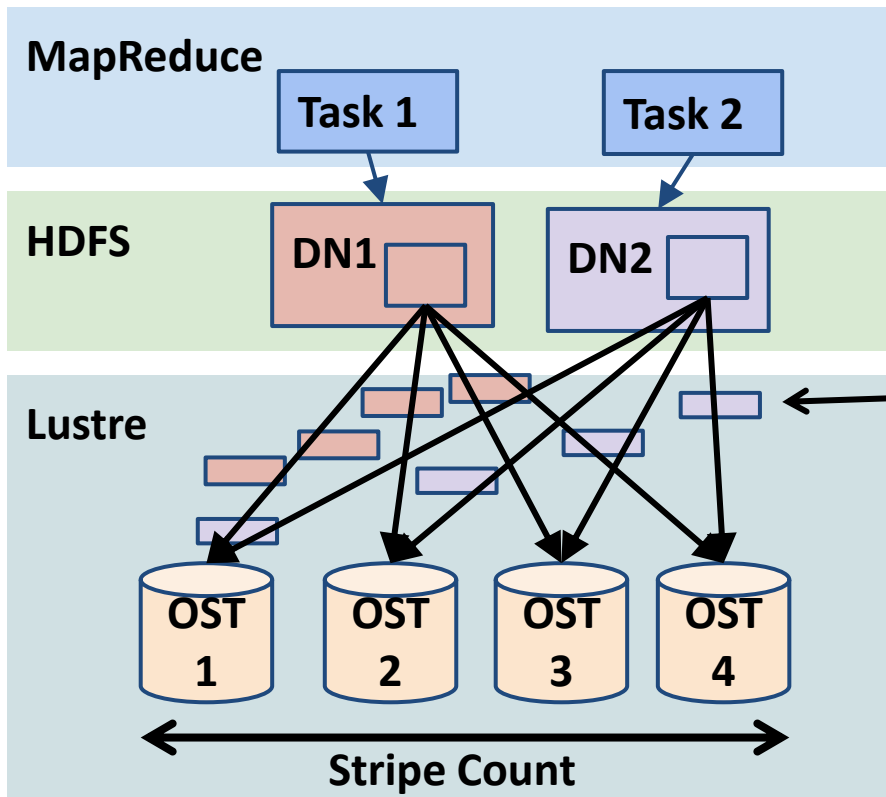 MapReduce
Task 1
Task 2
HDFS
DN1
DN2
Lustre
OST
1
OST
2
OST
3
OST
4
Stripe Count